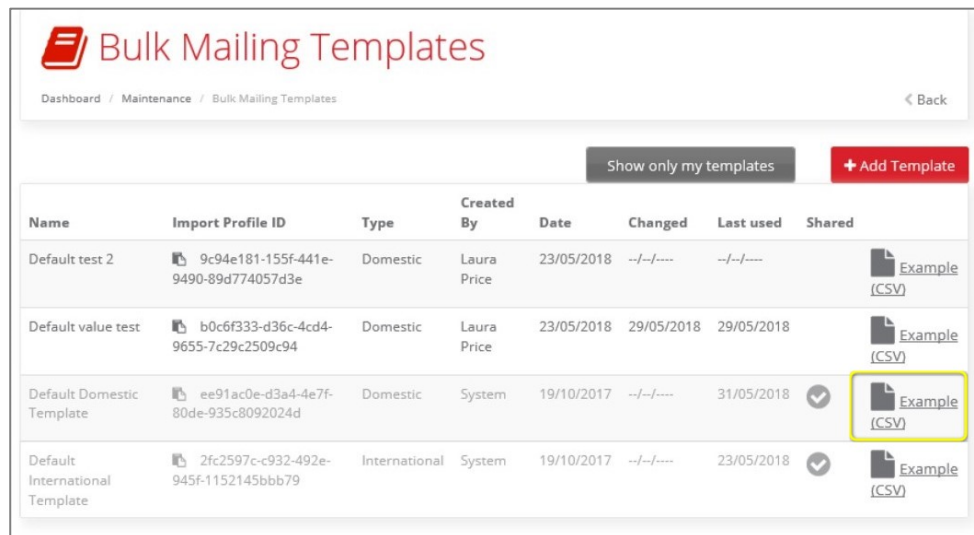 Bulk Mailing Templates
Dashboard / Maintenance / Bulk Mailing Templates
< Back
Show only my templates
+ Add Template
Name Import Profile ID Type Created By Date Changed Last used Shared
Default test 2 9c94e181-155f-441e- Domestic Laura 23/05/2018 --/--/---- --/--/---- Example
9490-89d774057d3e Price (CSV)
Default value test b0c6f333-d36c-4cd4- Domestic Laura 23/05/2018 29/05/2018 29/05/2018 Example
9655-7c29c2509c94 Price (CSV)
Default Domestic ee91ac0e-d3a4-4e7f- Domestic System 19/10/2017 --/--/---- 31/05/2018 Example
Template 80de-935c8092024d (CSV)
Default 2fc2597c-c932-492e- International System 19/10/2017 --/--/---- 23/05/2018 Example
International 945f-1152145bbb79 (CSV)
Template